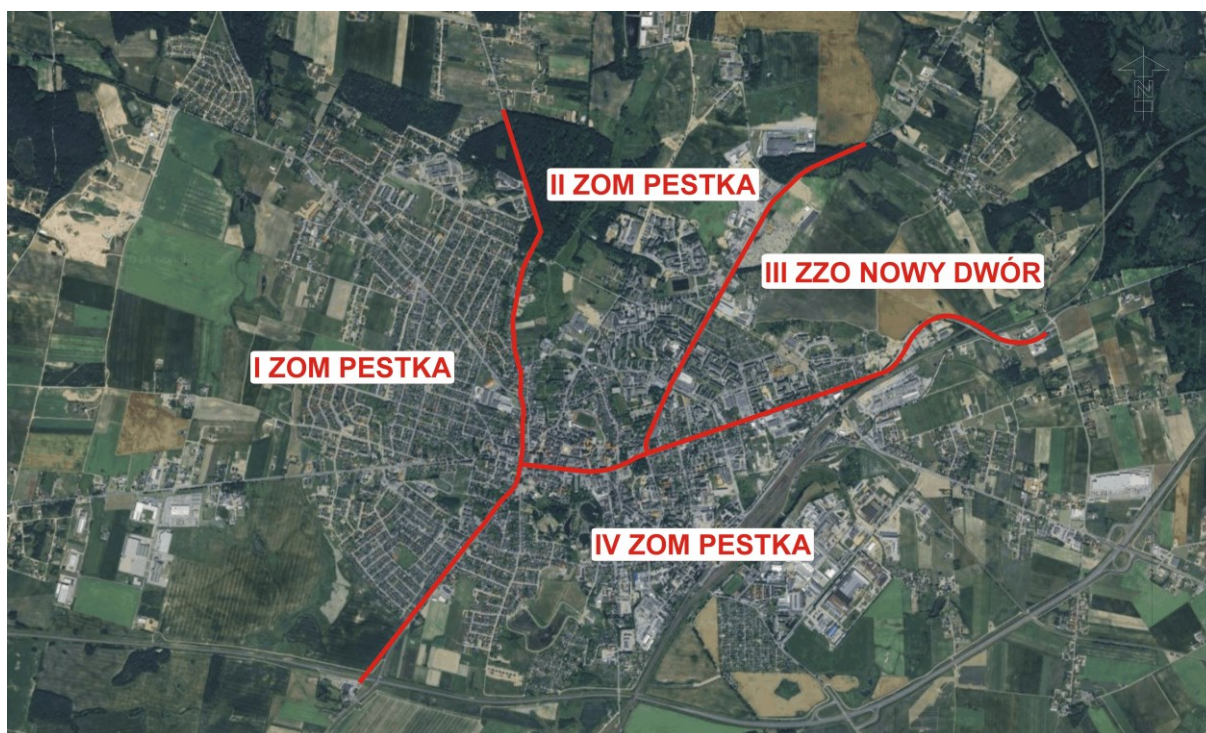 II ZOM PESTKA
III ZZO NOWY DWÓR
I ZOM PESTKA
IV ZOM PESTKA
N